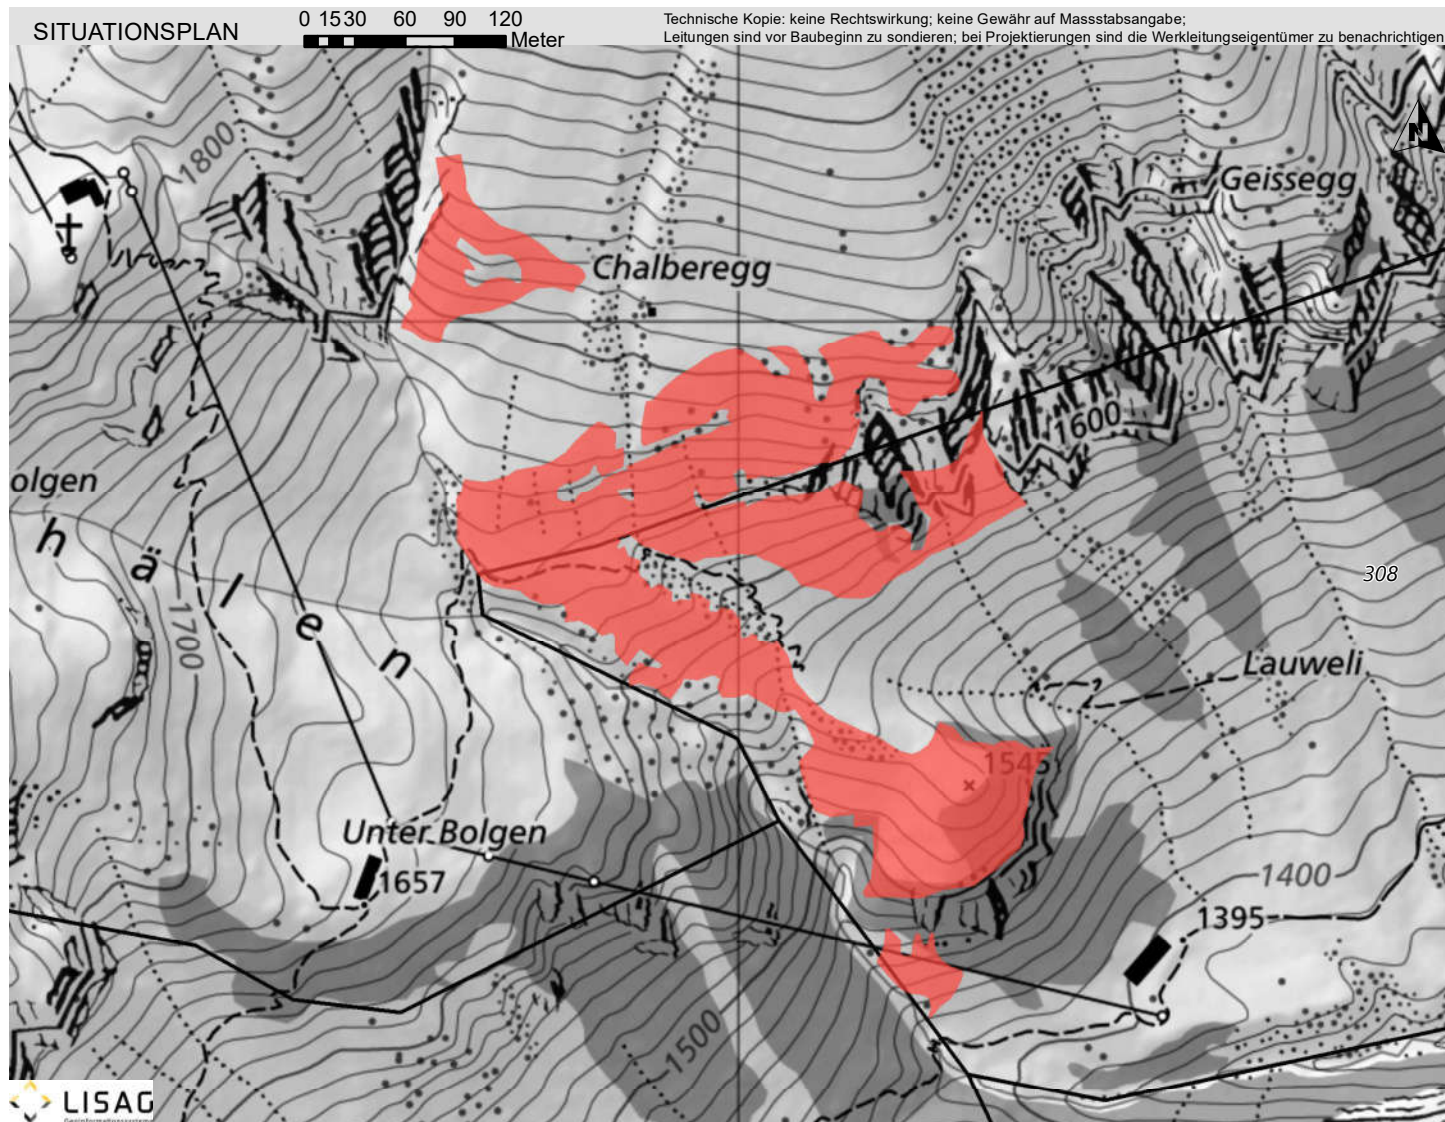 SITUATIONSPLAN
0 15 30 60 90 120
Meter
Technische Kopie: keine Rechtswirkung; keine Gewähr auf Massstabsangabe;
Leitungen sind vor Baubeginn zu sondieren; bei Projektierungen sind die Werkleitungseigentümer zu benachrichtigen
N
1800
Geissegg
Chalberegg
1600
olgen
h ä l e n
308
1700
Lauweli
1545
Unter Bolgen
1657
1400
1395
1500
LISAG